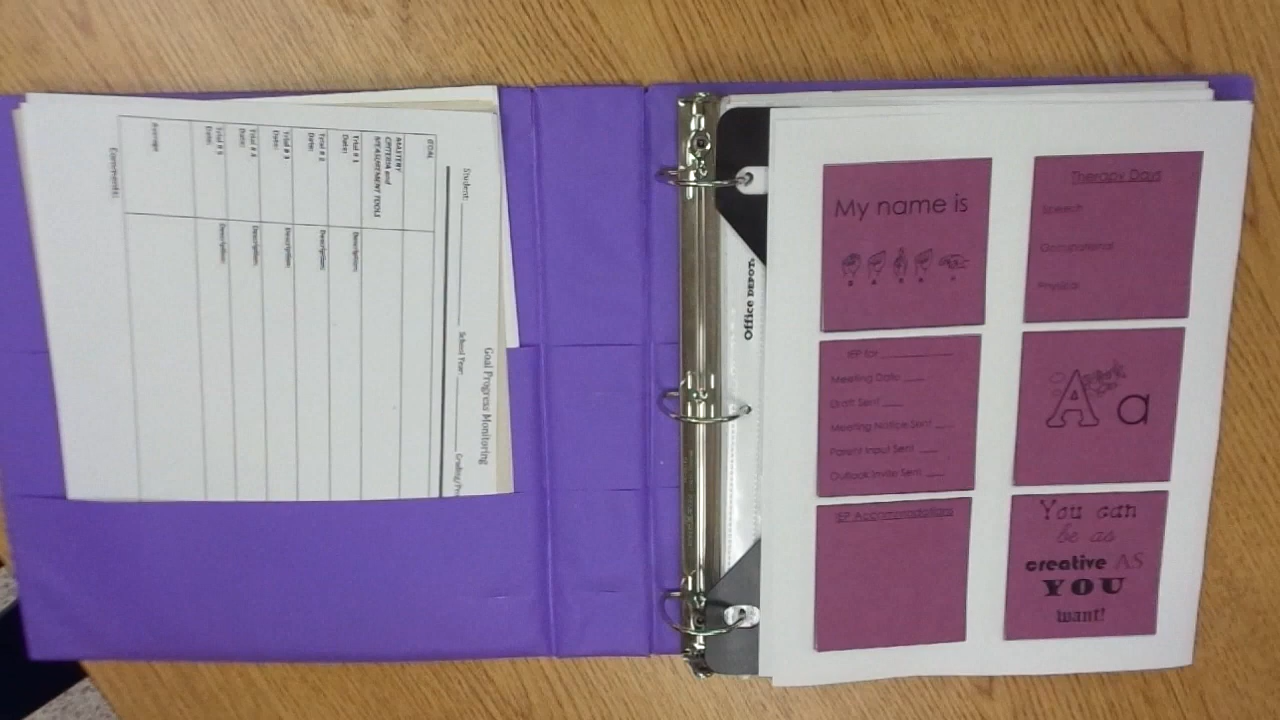 GOAL
MASTERY
CRITERIA and
MEASUREMENT TOOLS
Trial # 1
Date:
Description:
Trial # 2
Date:
Description:
Trial # 3
Date:
Description:
Trial # 4
Date:
Description:
Trial # 5
Date:
Description:
Average
Comments:
Goal Progress Monitoring
Student: School Year: Grading/Pro
Office DEPOT.
My name is
Therapy Days
Speech
Occupational
Physical
IEP for
Meeting Date
Draft Sent
Meeting Notice Sent
Parent Input Sent
Outlook Invite Sent
A a
IEP Accommodations
You can
be as
creative AS
YOU
want!